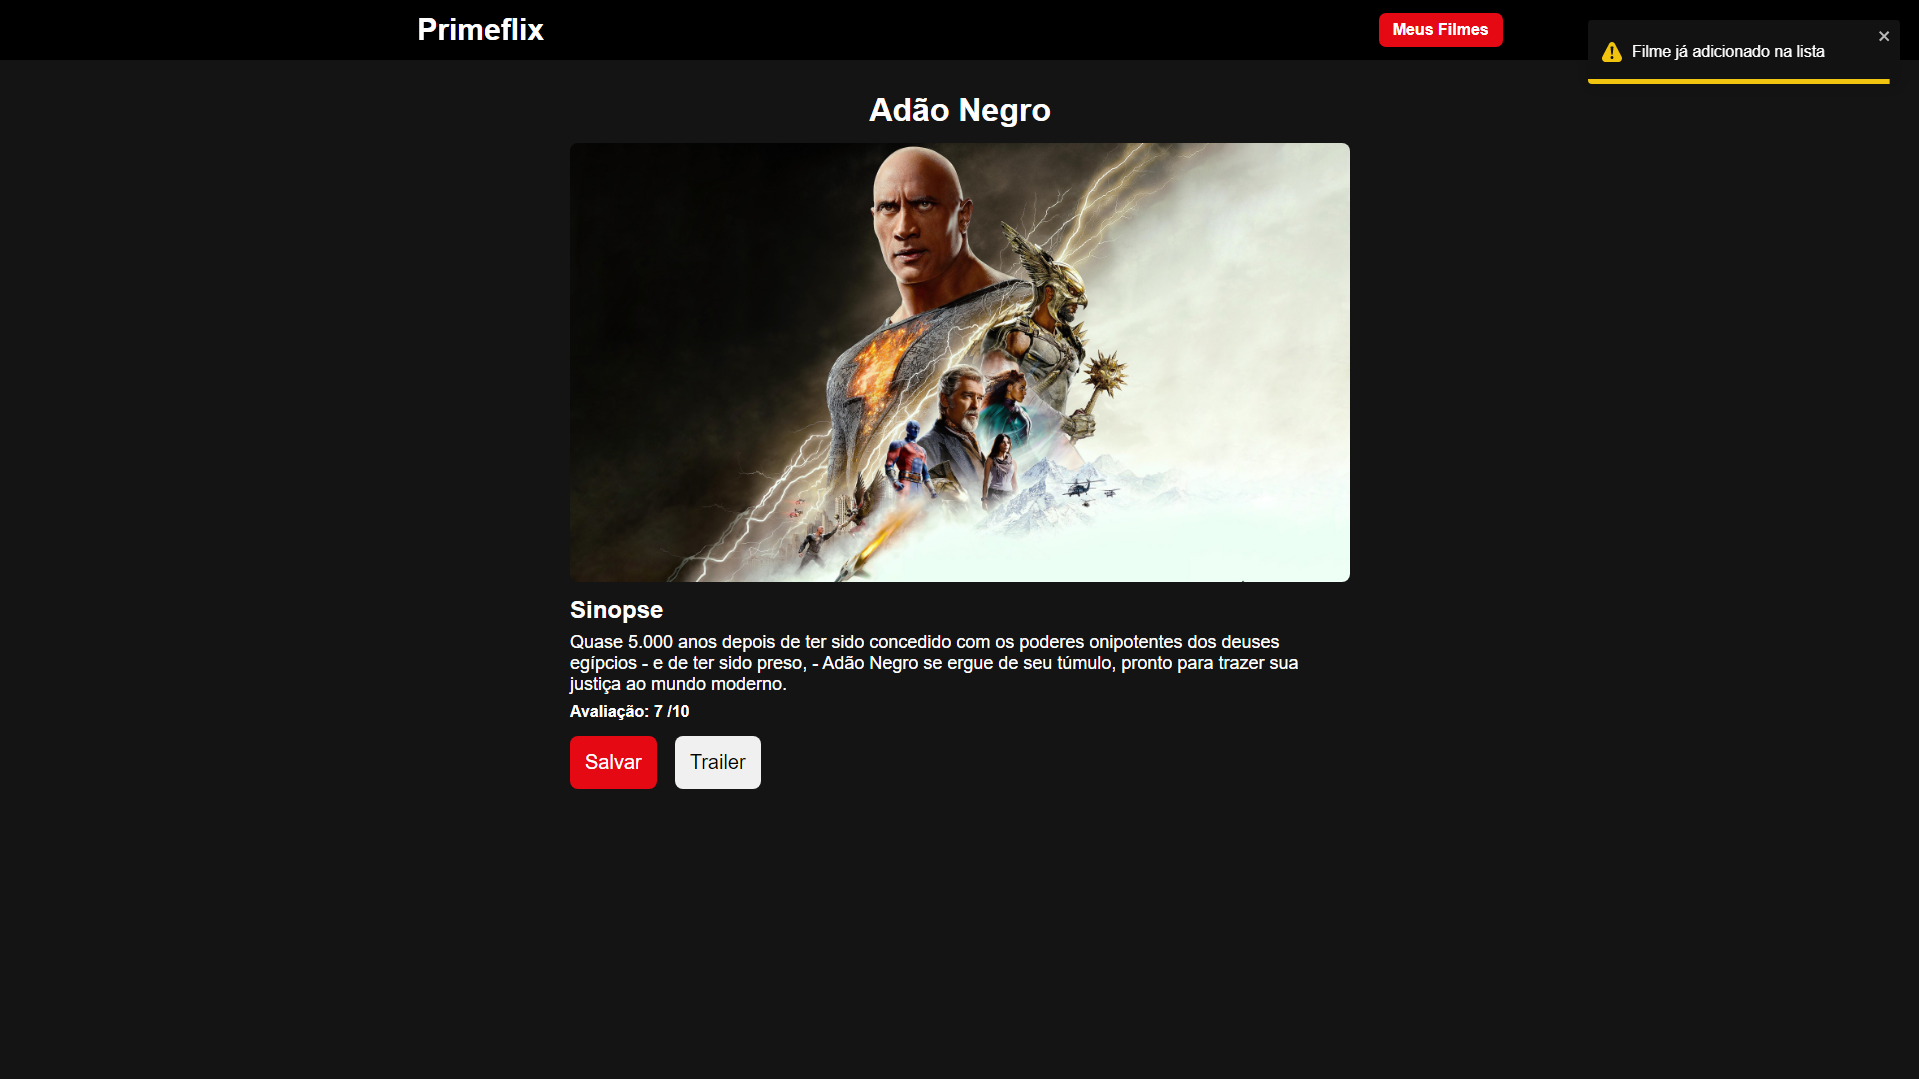 Primeflix
Meus Filmes
Filme já adicionado na lista
Adão Negro
Sinopse
Quase 5.000 anos depois de ter sido concedido com os poderes onipotentes dos deuses
egípcios - e de ter sido preso, - Adão Negro se ergue de seu túmulo, pronto para trazer sua
justiça ao mundo moderno.
Avaliação: 7 /10
Salvar
Trailer